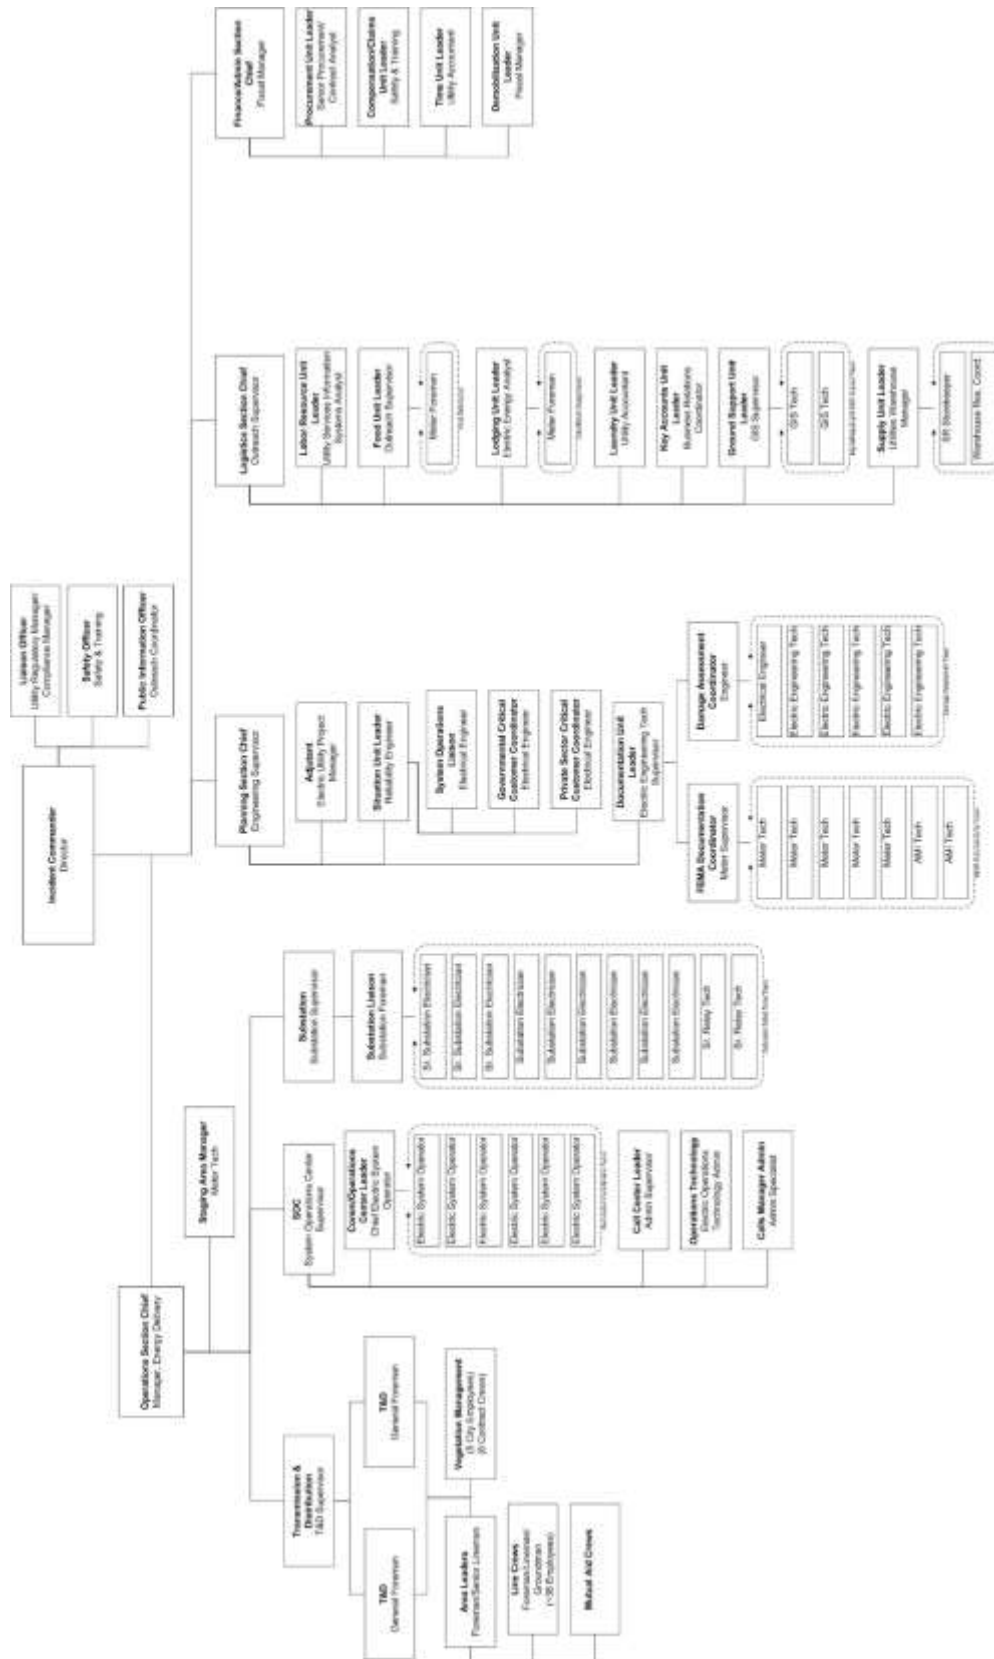 Incident Commander
Director
Liaison Officer
Utility Regulatory Manager/
Compliance Manager
Safety Officer
Safety & Training
Public Information Officer
Outreach Coordinator
Operations Section Chief
Manager, Energy Delivery
Staging Area Manager
Meter Tech
Transmission &
Distribution
T&D Supervisor
T&D
General Foreman
T&D
General Foreman
Area Leaders
Foreman/Senior Lineman
Vegetation Management
Line Crews
Foreman/Lineman/
Groundman
Mutual Aid Crews
SOC
System Operations Center
Supervisor
Center Leader
Chief Electric System
Operator
Electric System Operator
Electric System Operator
Electric System Operator
Electric System Operator
Electric System Operator
Electric System Operator
Call Center Leader
Admin Supervisor
Operations Technology
Electric Operations
Technology Admin
Calls Manager Admin
Admin Specialist
Substation
Substation Supervisor
Substation Liaison
Substation Foreman
Sr. Substation Electrician
Sr. Substation Electrician
Sr. Substation Electrician
Substation Electrician
Substation Electrician
Substation Electrician
Substation Electrician
Substation Electrician
Substation Electrician
Sr. Relay Tech
Sr. Relay Tech
Planning Section Chief
Engineering Supervisor
Adjutant
Electric Utility Project
Manager
Situation Unit Leader
Reliability Engineer
System Operations
Liaison
Electrical Engineer
Governmental Critical
Customer Coordinator
Electrical Engineer
Private Sector Critical
Customer Coordinator
Electrical Engineer
Documentation Unit
Leader
Electric Engineering Tech
Supervisor
FEMA Documentation
Coordinator
Meter Supervisor
Meter Tech
Meter Tech
Meter Tech
Meter Tech
Meter Tech
AMI Tech
AMI Tech
Damage Assessment
Coordinator
Engineer
Electrical Engineer
Electric Engineering Tech
Electric Engineering Tech
Electric Engineering Tech
Electric Engineering Tech
Electric Engineering Tech
Logistics Section Chief
Outreach Supervisor
Labor Resource Unit
Leader
Utility Services Information
Systems Analyst
Food Unit Leader
Outreach Supervisor
Meter Foreman
Lodging Unit Leader
Electric Energy Analyst
Meter Foreman
Laundry Unit Leader
Utility Accountant
Key Accounts Unit
Leader
Business Relations
Coordinator
Ground Support Unit
Leader
GIS Supervisor
GIS Tech
GIS Tech
Supply Unit Leader
Utilities Warehouse
Manager
SR Storekeeper
Warehouse Res. Coord.
Finance/Admin Section
Chief
Fiscal Manager
Procurement Unit Leader
Senior Procurement/
Contract Analyst
Compensation/Claims
Unit Leader
Safety & Training
Time Unit Leader
Utility Accountant
Demobilization Unit
Leader
Fiscal Manager